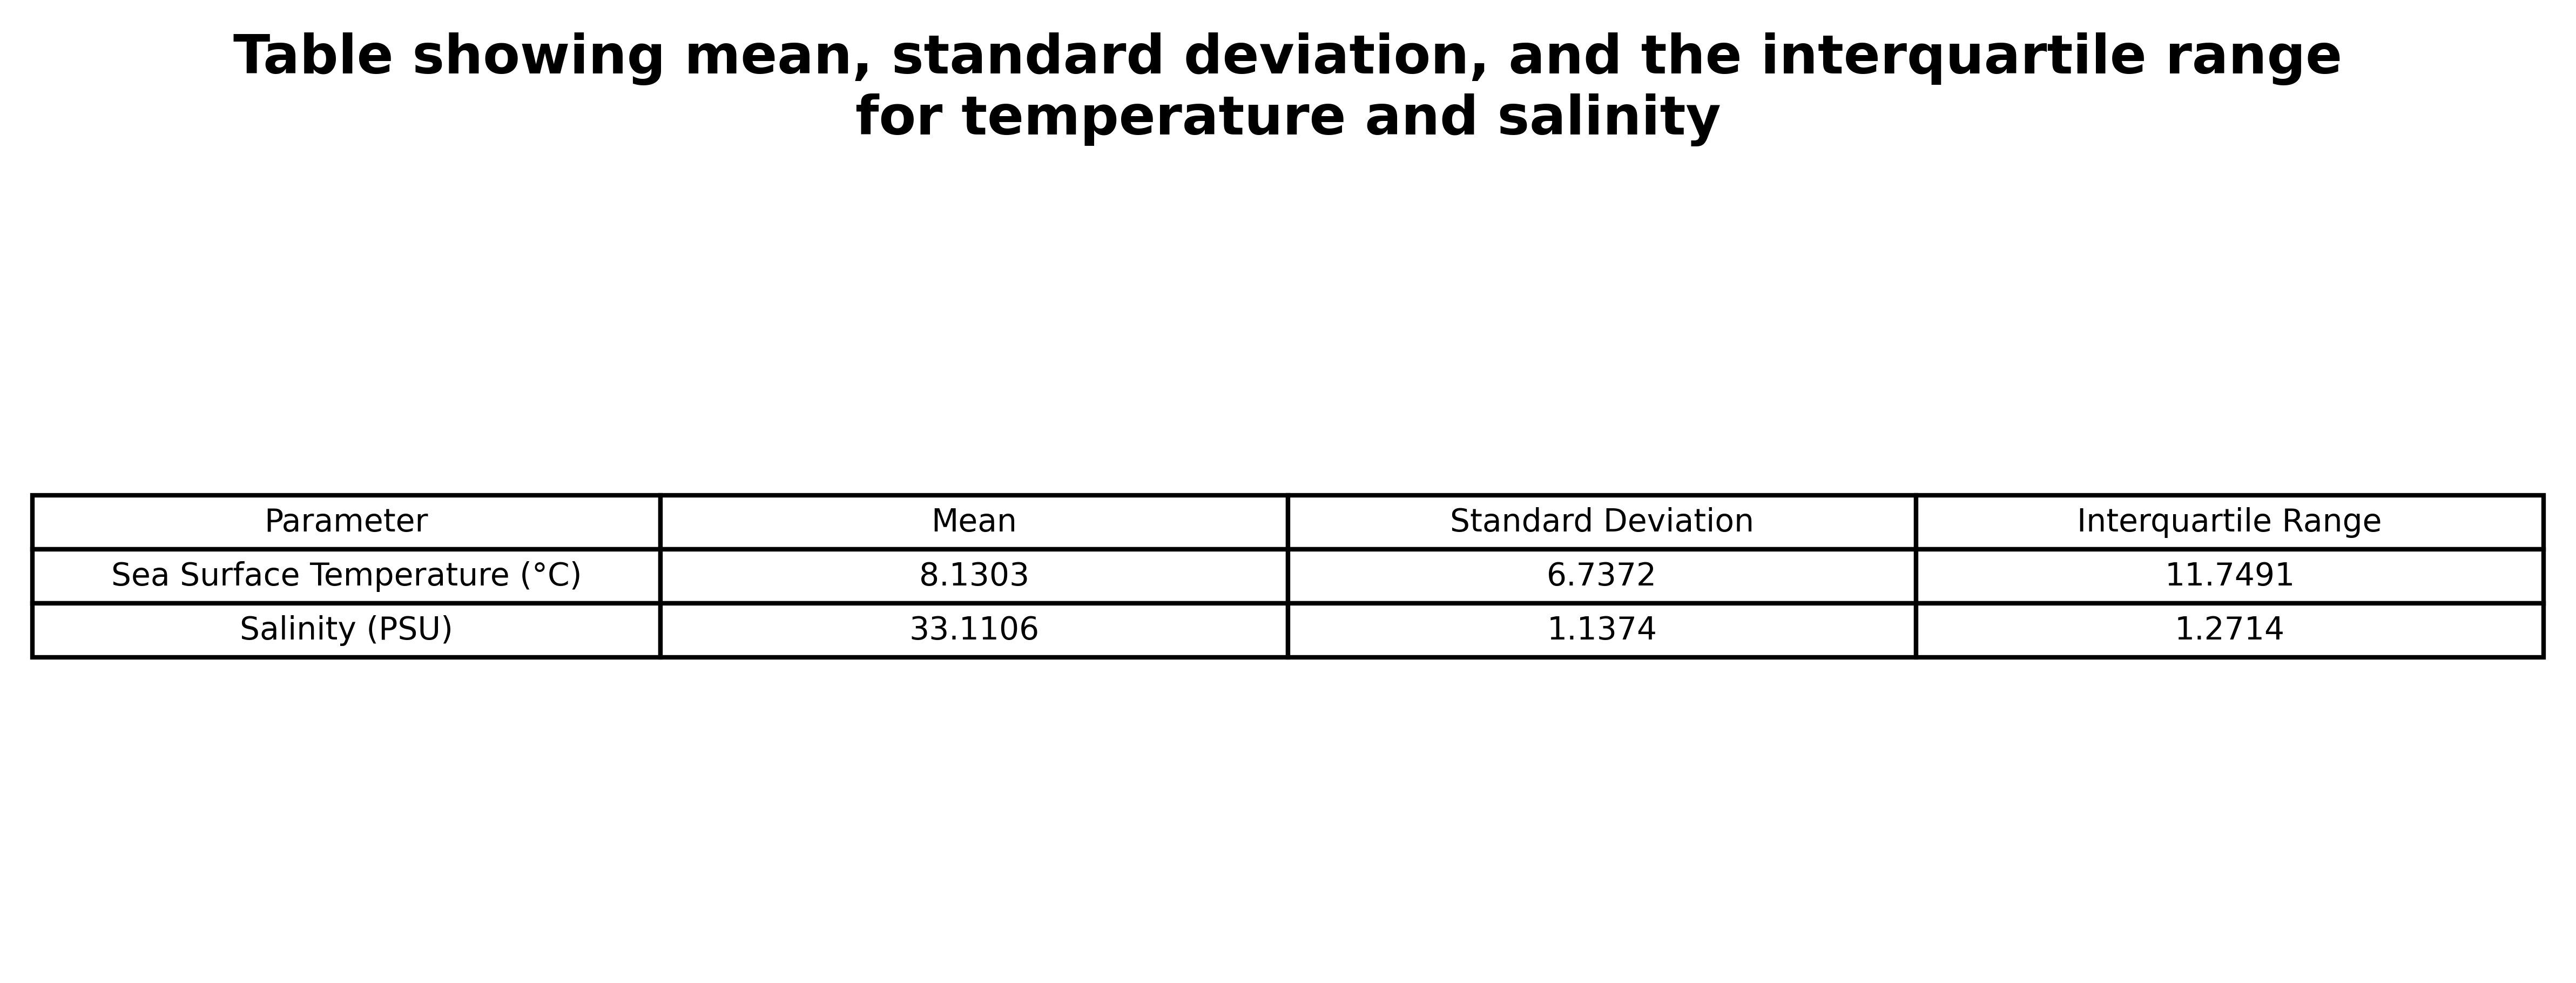 Table showing mean, standard deviation, and the interquartile range
for temperature and salinity
Parameter Mean Standard Deviation Interquartile Range
Sea Surface Temperature (°C) 8.1303 6.7372 11.7491
Salinity (PSU) 33.1106 1.1374 1.2714